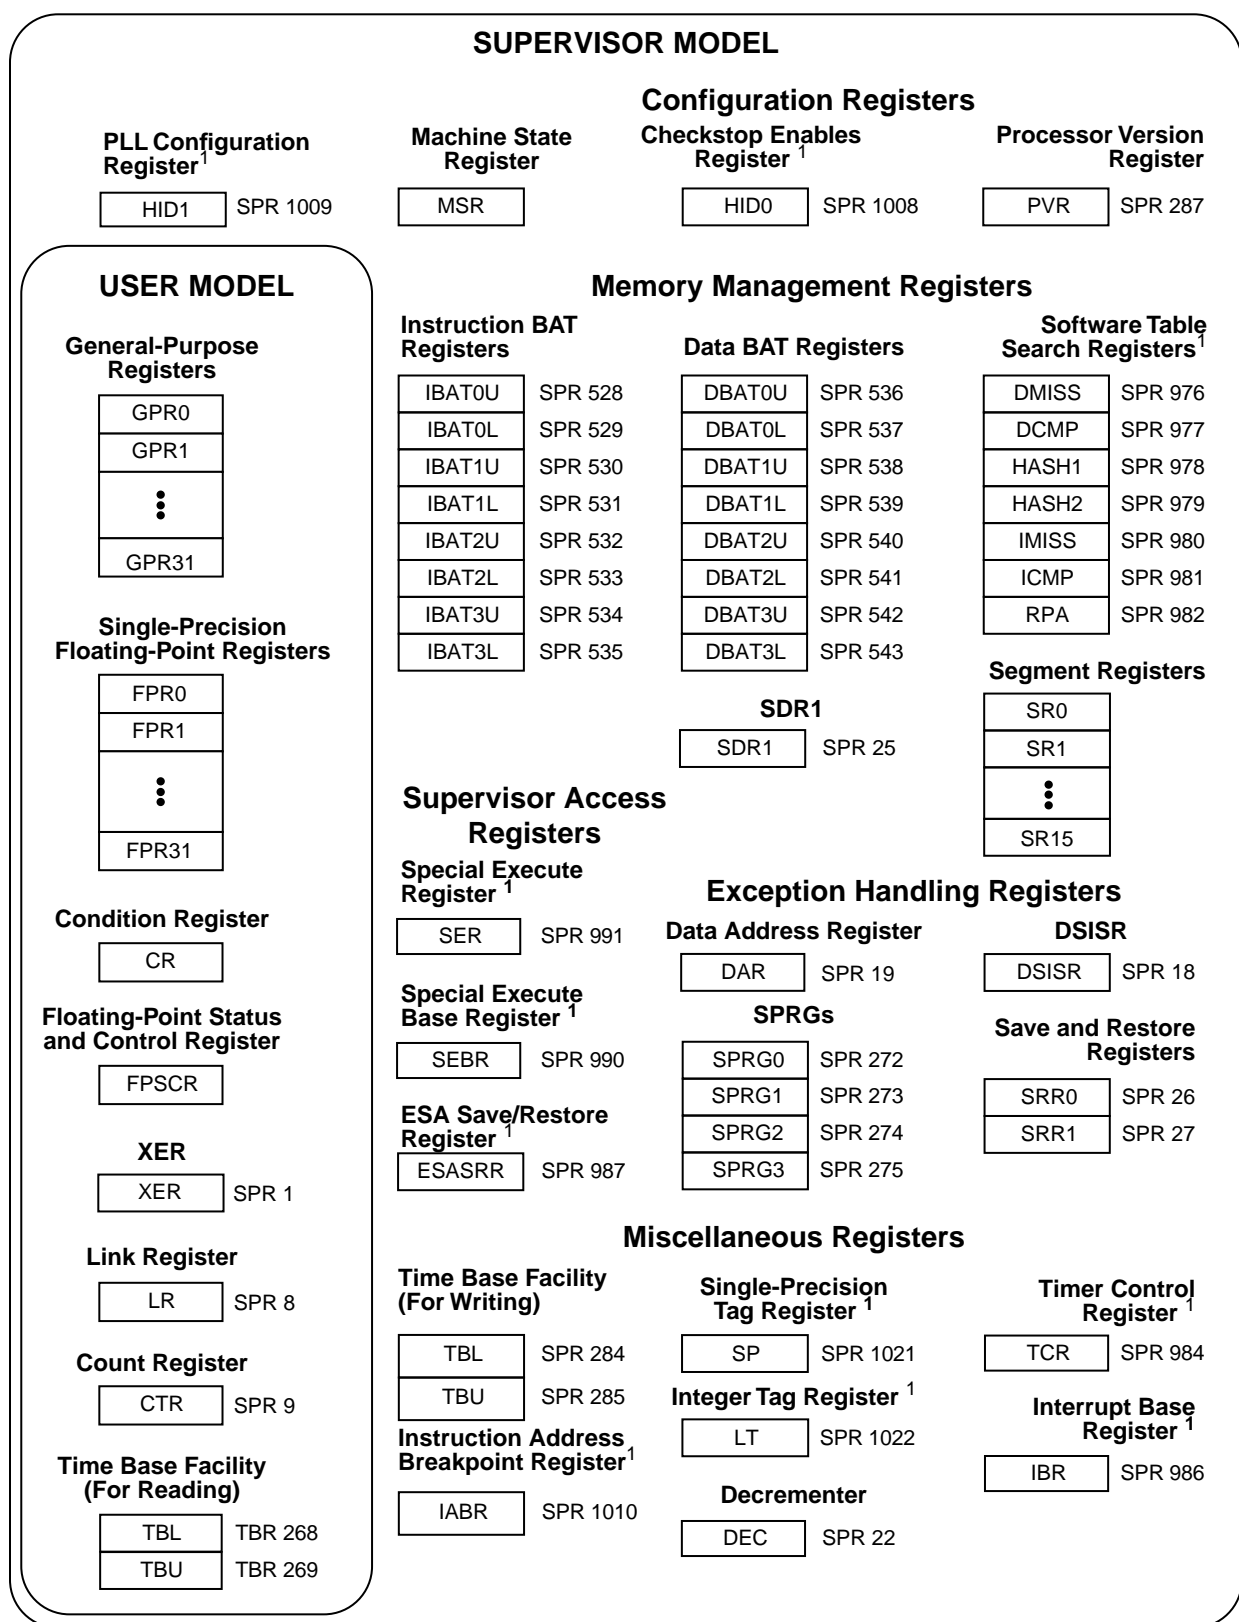 SUPERVISOR MODEL
Configuration Registers
PLL Configuration
Register1
HID1 SPR 1009
Machine State
Register
MSR
Checkstop Enables
Register 1
HID0 SPR 1008
Processor Version
Register
PVR SPR 287
USER MODEL
General-Purpose
Registers
GPR0
GPR1
GPR31
Single-Precision
Floating-Point Registers
FPR0
FPR1
FPR31
Condition Register
CR
Floating-Point Status
and Control Register
FPSCR
XER
XER SPR 1
Link Register
LR SPR 8
Count Register
CTR SPR 9
Time Base Facility
(For Reading)
TBL TBR 268
TBU TBR 269
Memory Management Registers
Instruction BAT
Registers
IBAT0U SPR 528
IBAT0L SPR 529
IBAT1U SPR 530
IBAT1L SPR 531
IBAT2U SPR 532
IBAT2L SPR 533
IBAT3U SPR 534
IBAT3L SPR 535
Data BAT Registers
DBAT0U SPR 536
DBAT0L SPR 537
DBAT1U SPR 538
DBAT1L SPR 539
DBAT2U SPR 540
DBAT2L SPR 541
DBAT3U SPR 542
DBAT3L SPR 543
Software Table
Search Registers1
DMISS SPR 976
DCMP SPR 977
HASH1 SPR 978
HASH2 SPR 979
IMISS SPR 980
ICMP SPR 981
RPA SPR 982
SDR1
SDR1 SPR 25
Segment Registers
SR0
SR1
SR15
Supervisor Access
Registers
Special Execute
Register 1
SER SPR 991
Special Execute
Base Register 1
SEBR SPR 990
ESA Save/Restore
Register 1
ESASRR SPR 987
Exception Handling Registers
Data Address Register
DAR SPR 19
DSISR
DSISR SPR 18
SPRGs
SPRG0 SPR 272
SPRG1 SPR 273
SPRG2 SPR 274
SPRG3 SPR 275
Save and Restore
Registers
SRR0 SPR 26
SRR1 SPR 27
Miscellaneous Registers
Time Base Facility
(For Writing)
TBL SPR 284
TBU SPR 285
Instruction Address
Breakpoint Register1
IABR SPR 1010
Single-Precision
Tag Register 1
SP SPR 1021
Integer Tag Register 1
LT SPR 1022
Decrementer
DEC SPR 22
Timer Control
Register 1
TCR SPR 984
Interrupt Base
Register 1
IBR SPR 986